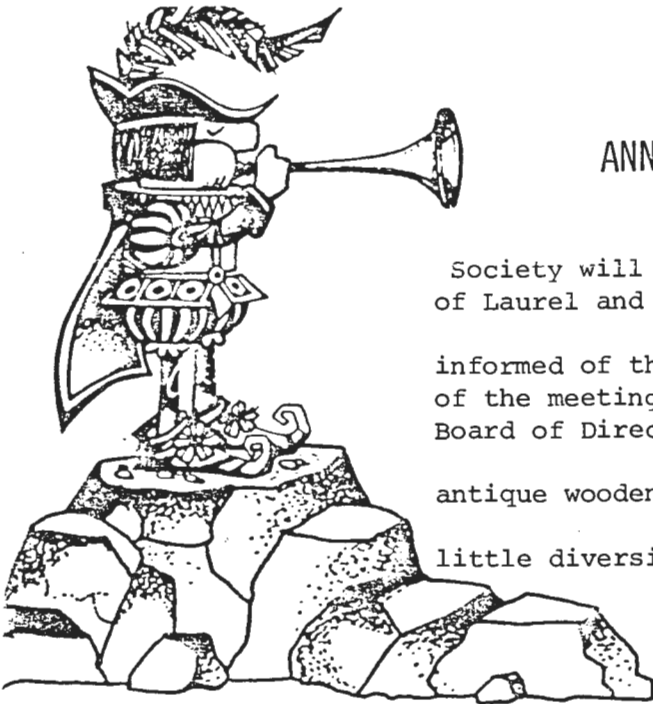 ANN
Society will
of Laurel and
informed of th
of the meeting
Board of Direc
antique wooden
little diversi